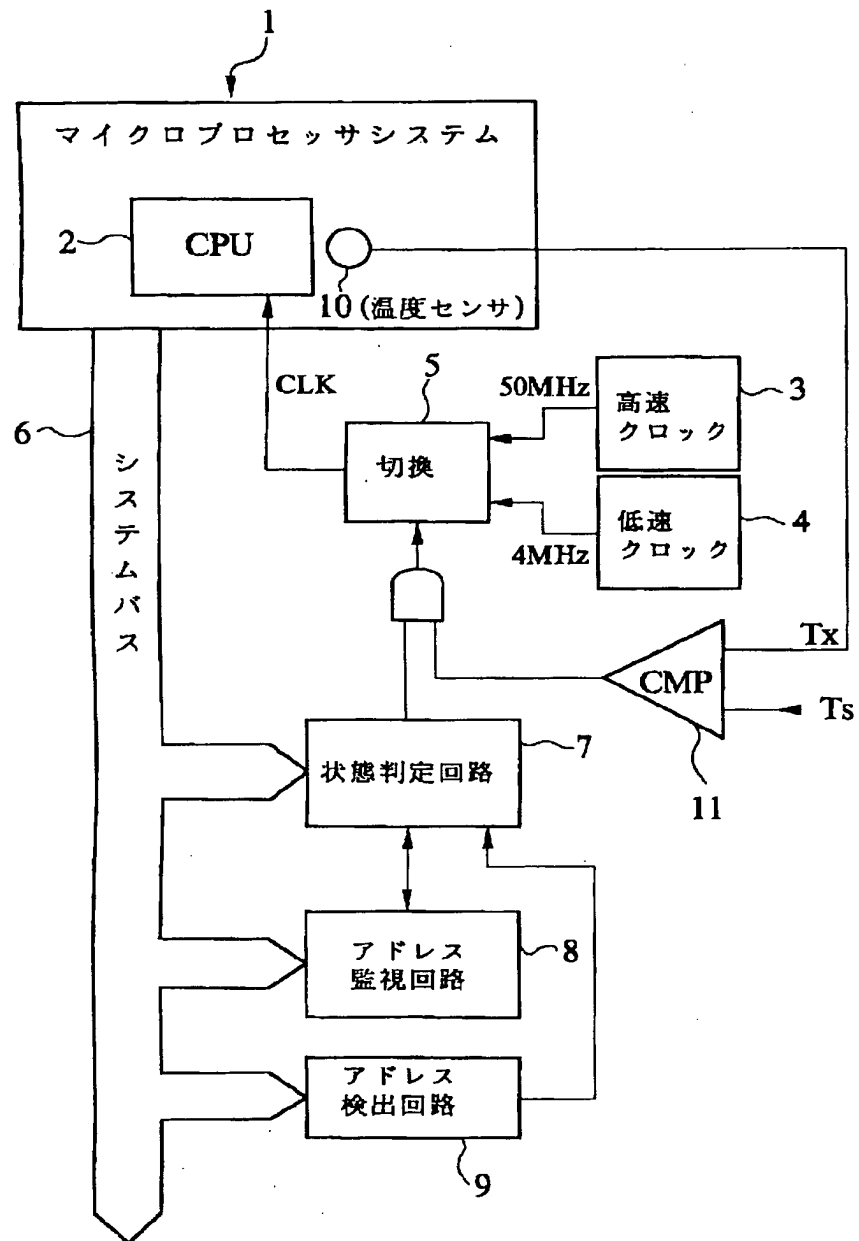 1
マイクロプロセッサシステム
2
CPU
10(温度センサ)
CLK
5
切換
50MHz
高速
クロック
3
4MHz
低速
クロック
4
6
システムバス
Tx
CMP
Ts
11
状態判定回路
7
アドレス
監視回路
8
アドレス
検出回路
9